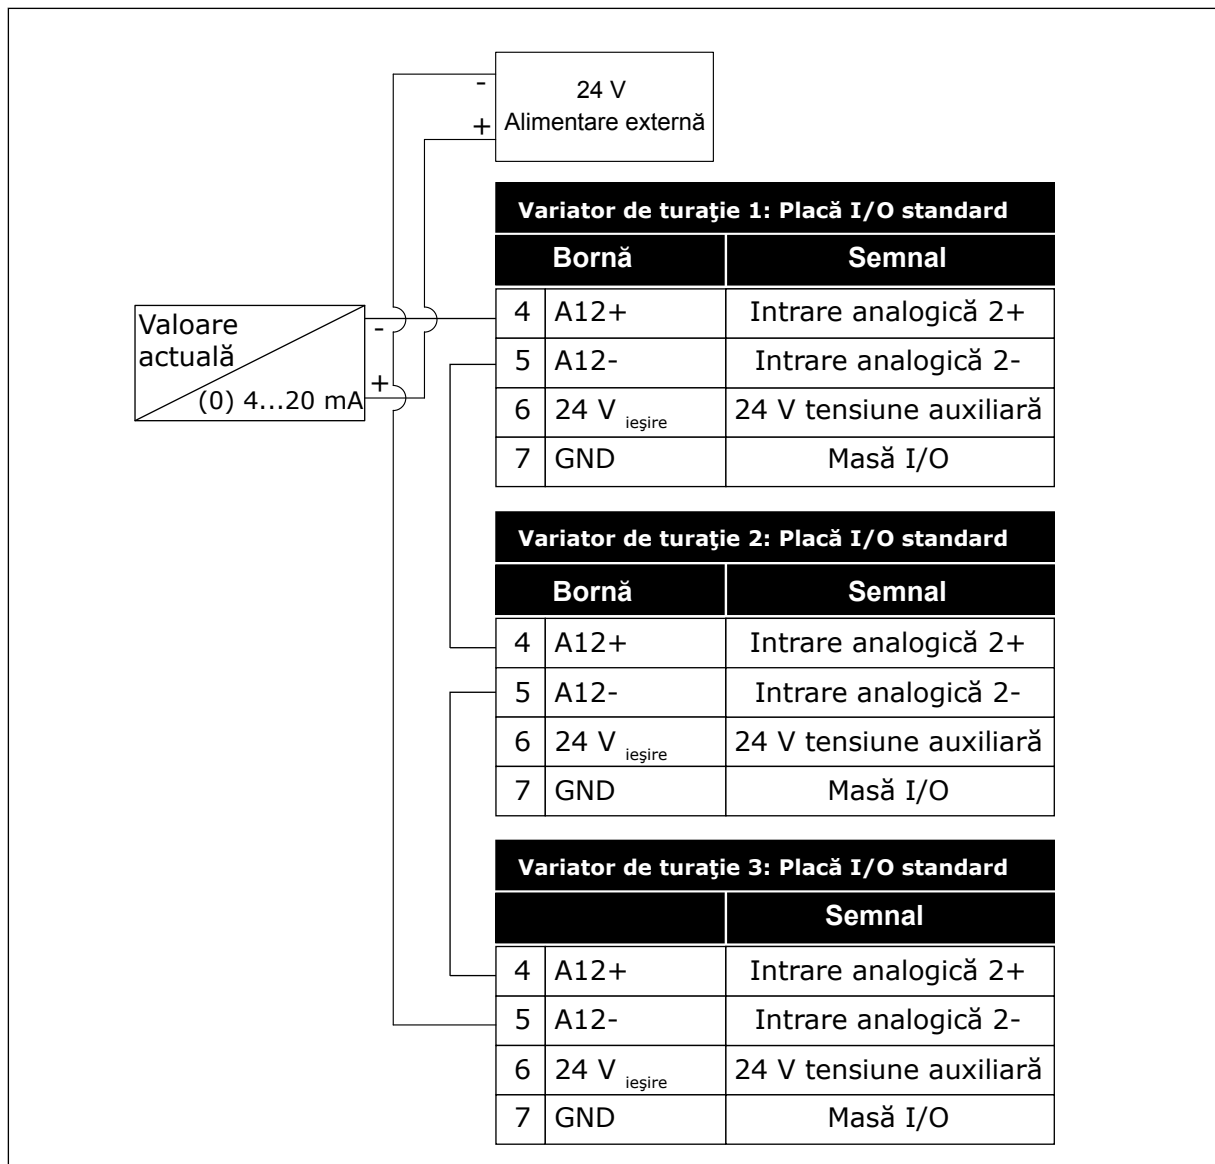 -
24 V
+
Alimentare externă
Variator de turaţie 1: Placă I/O standard
Bornă Semnal
4 A12+ Intrare analogică 2+
5 A12- Intrare analogică 2-
6 24 V ieşire 24 V tensiune auxiliară
7 GND Masă I/O
Valoare
actuală
-
+
(0) 4...20 mA
Variator de turaţie 2: Placă I/O standard
Bornă Semnal
4 A12+ Intrare analogică 2+
5 A12- Intrare analogică 2-
6 24 V ieşire 24 V tensiune auxiliară
7 GND Masă I/O
Variator de turaţie 3: Placă I/O standard
Semnal
4 A12+ Intrare analogică 2+
5 A12- Intrare analogică 2-
6 24 V ieşire 24 V tensiune auxiliară
7 GND Masă I/O